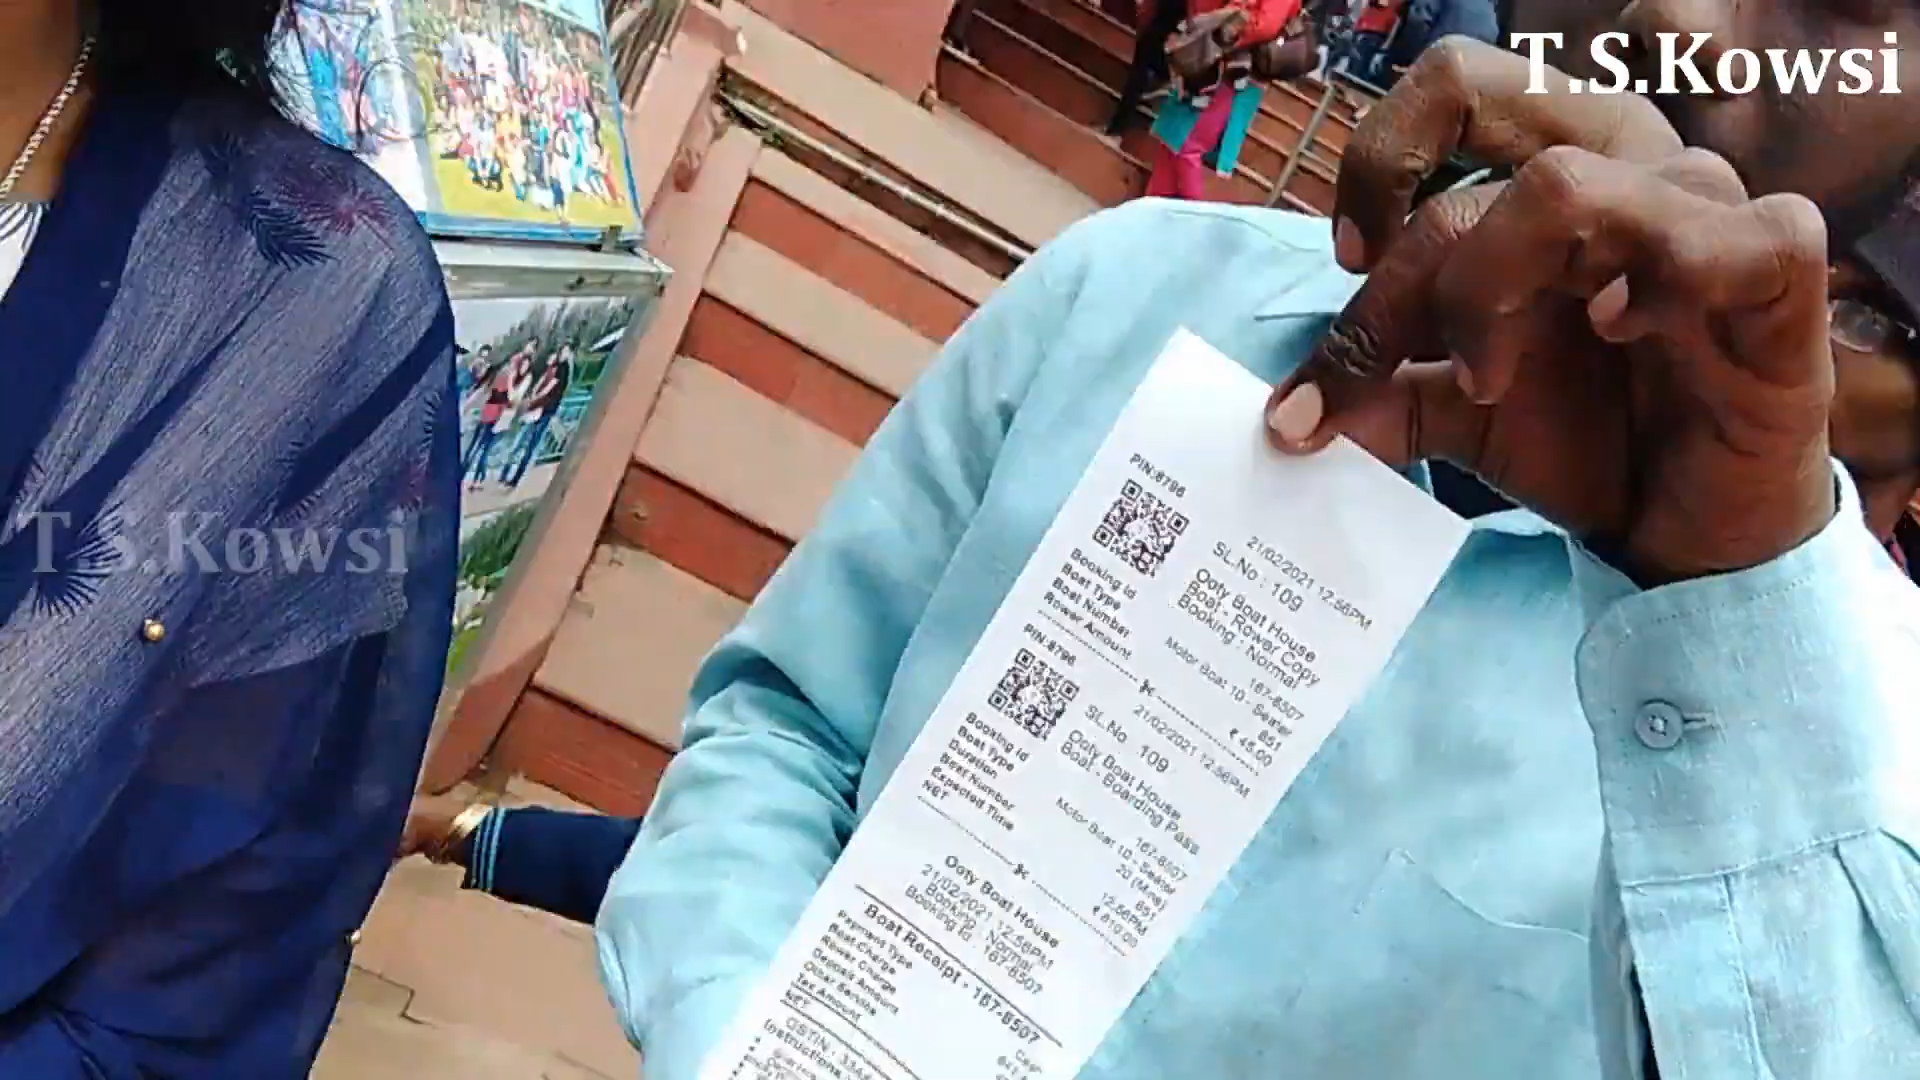 T.S.Kowsi
T.S.Kowsi
PIN:8796
21/02/2021 12:56PM
SL.No : 109
Ooty Boat House
Boat - Rower Copy
Booking : Normal
Booking Id 167-8507
Boat Type Motor Boat 10 - Seater
Boat Number 851
Rower Amount ₹ 45.00
PIN:8796
21/02/2021 12:56PM
SL.No 109
Ooty Boat House
Boat - Boarding Pass
Booking Id 167-8507
Boat Type Motor Boat 10 - Seater
Duration 20 (Mins)
Boat Number 851
Expected Time 12:56PM
NET ₹ 810.00
Ooty Boat House
21/02/2021 12:56PM
Booking : Normal
Booking Id : 167-8507
Boat Receipt - 167-8507
Payment Type
Boat Charge
Rower Charge
Deposit Amount
Other Service
Tax Amount
NET
GSTIN :
Instructions